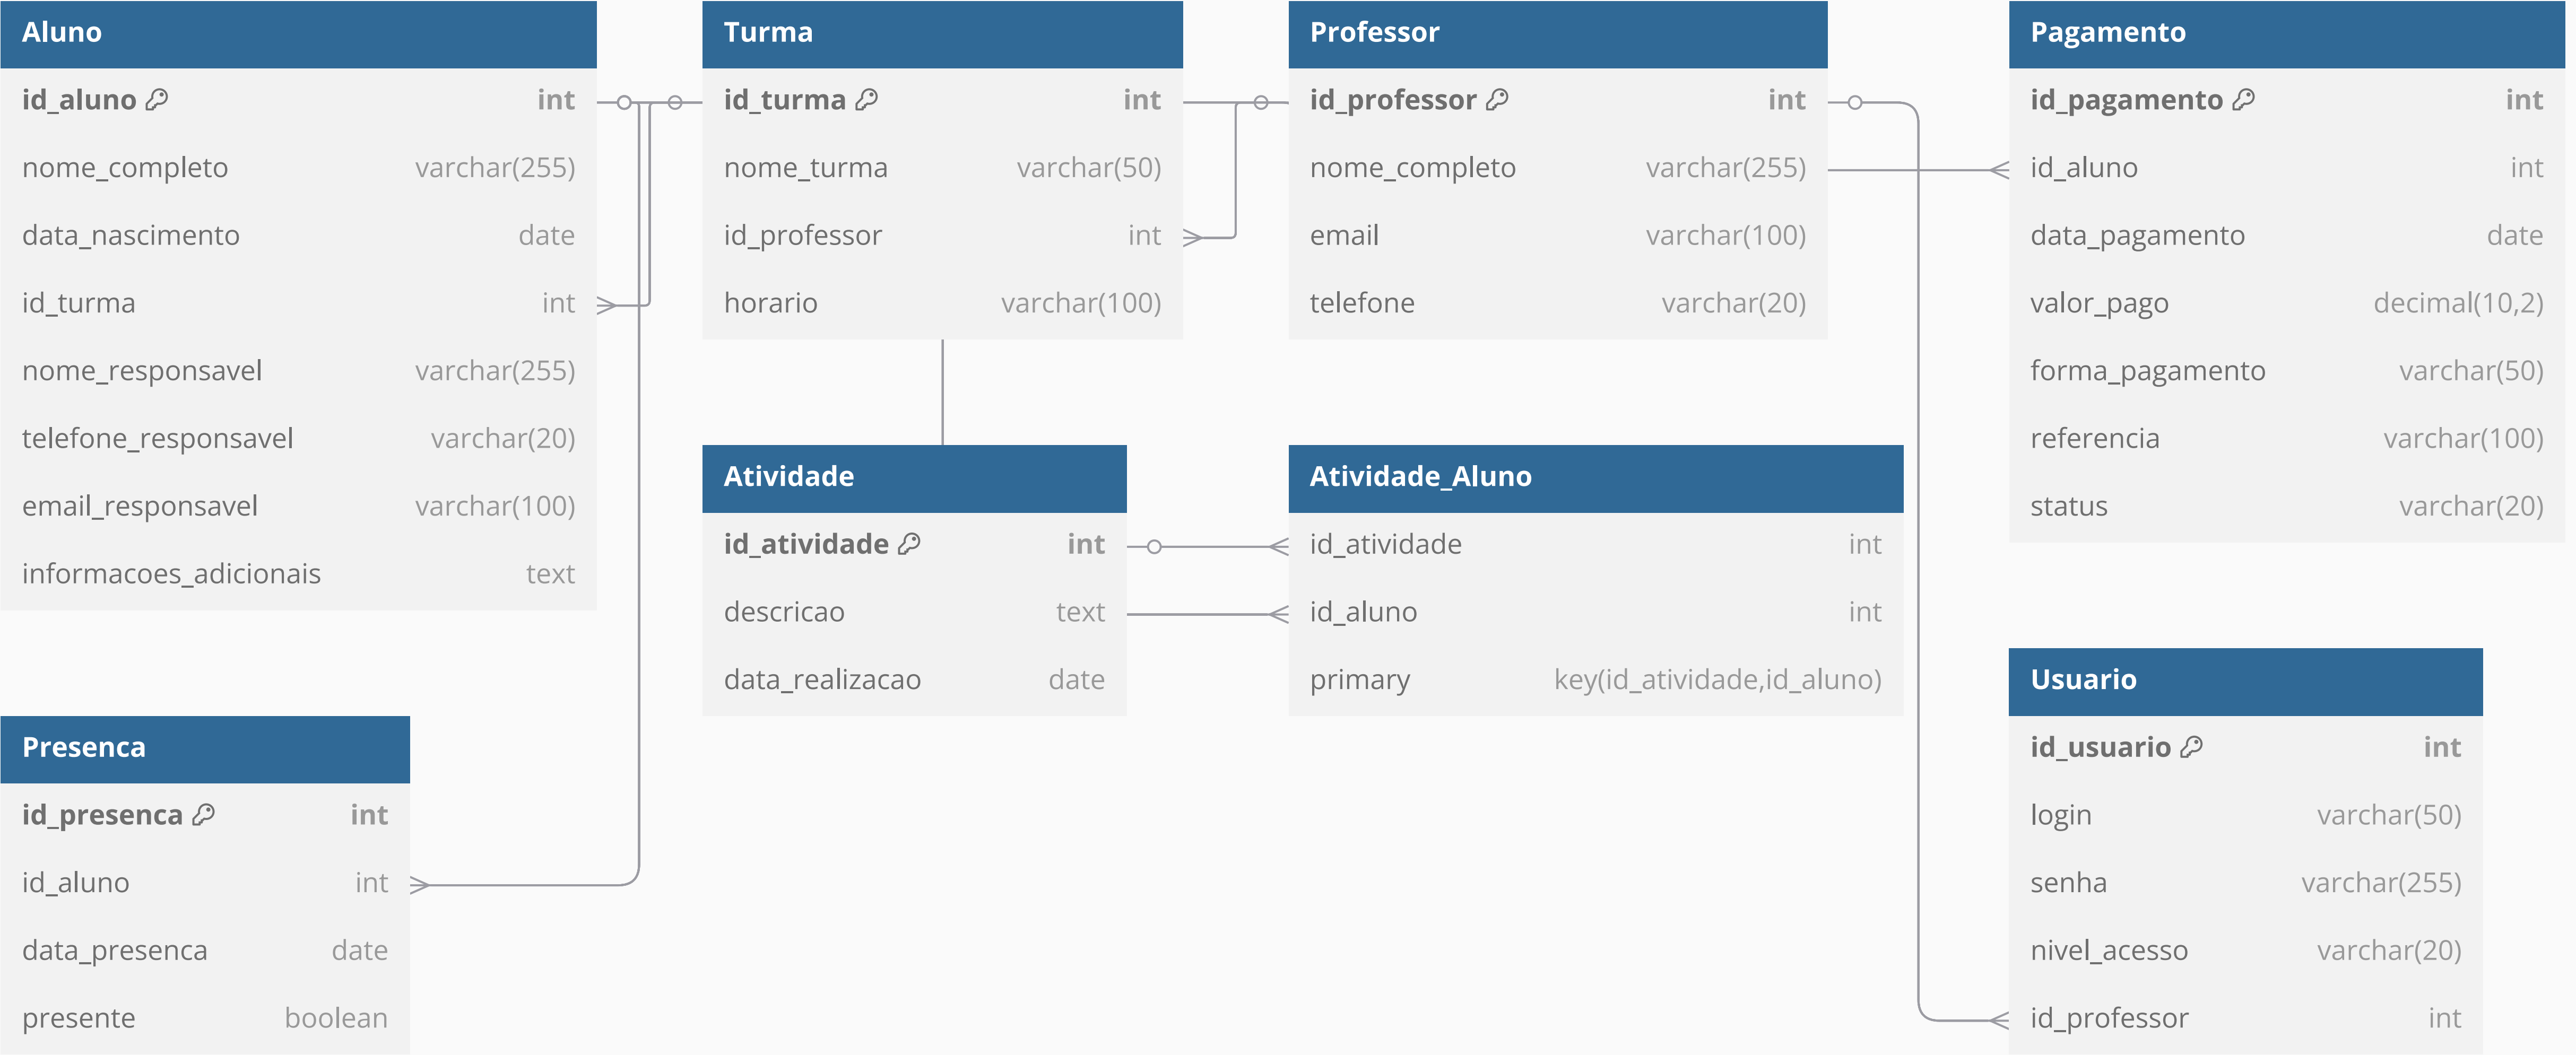 Aluno
id_aluno int
nome_completo varchar(255)
data_nascimento date
id_turma int
nome_responsavel varchar(255)
telefone_responsavel varchar(20)
email_responsavel varchar(100)
informacoes_adicionais text
Turma
id_turma int
nome_turma varchar(50)
id_professor int
horario varchar(100)
Professor
id_professor int
nome_completo varchar(255)
email varchar(100)
telefone varchar(20)
Pagamento
id_pagamento int
id_aluno int
data_pagamento date
valor_pago decimal(10,2)
forma_pagamento varchar(50)
referencia varchar(100)
status varchar(20)
Atividade
id_atividade int
descricao text
data_realizacao date
Atividade_Aluno
id_atividade int
id_aluno int
primary key(id_atividade,id_aluno)
Presenca
id_presenca int
id_aluno int
data_presenca date
presente boolean
Usuario
id_usuario int
login varchar(50)
senha varchar(255)
nivel_acesso varchar(20)
id_professor int